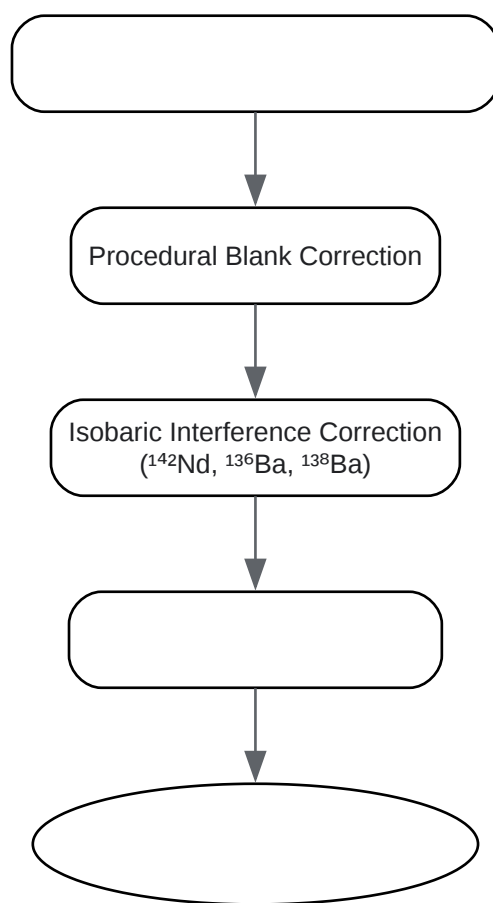 Procedural Blank Correction
Isobaric Interference Correction
(¹⁴²Nd, ¹³⁶Ba, ¹³⁸Ba)